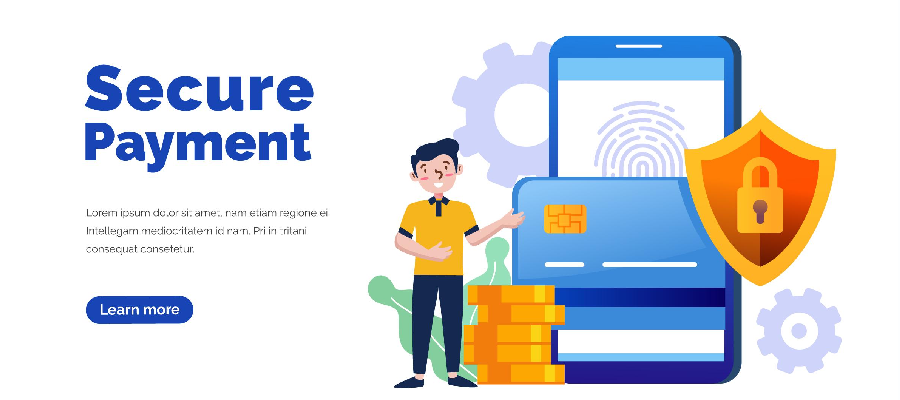 Secure
Payment
Lorem ipsum dolor sit amet, nam etiam regione ei
Intellegam mediocritatem id nam. Pri in tritani
consequat consetetur.
Learn more